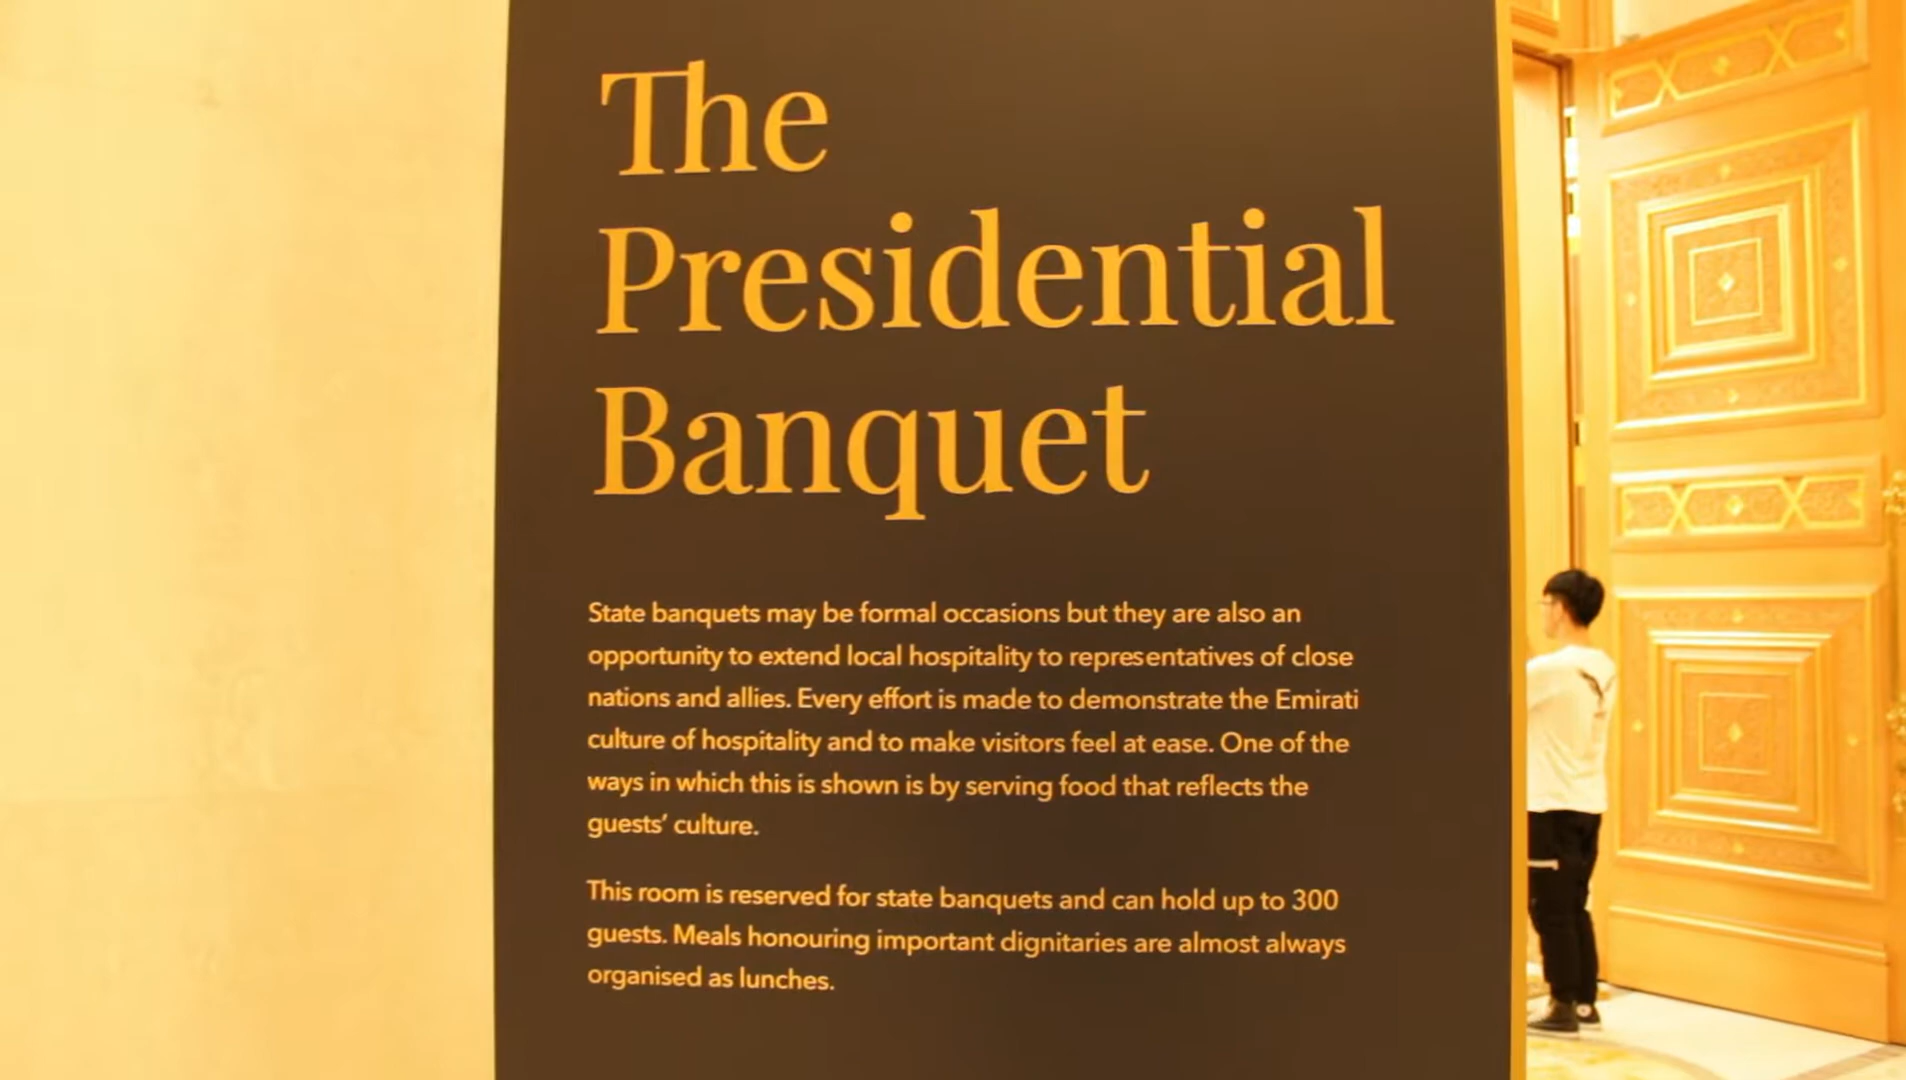 The
Presidential
Banquet
State banquets may be formal occasions but they are also an
opportunity to extend local hospitality to representatives of close
nations and allies. Every effort is made to demonstrate the Emirati
culture of hospitality and to make visitors feel at ease. One of the
ways in which this is shown is by serving food that reflects the
guests’ culture.
This room is reserved for state banquets and can hold up to 300
guests. Meals honouring important dignitaries are almost always
organised as lunches.